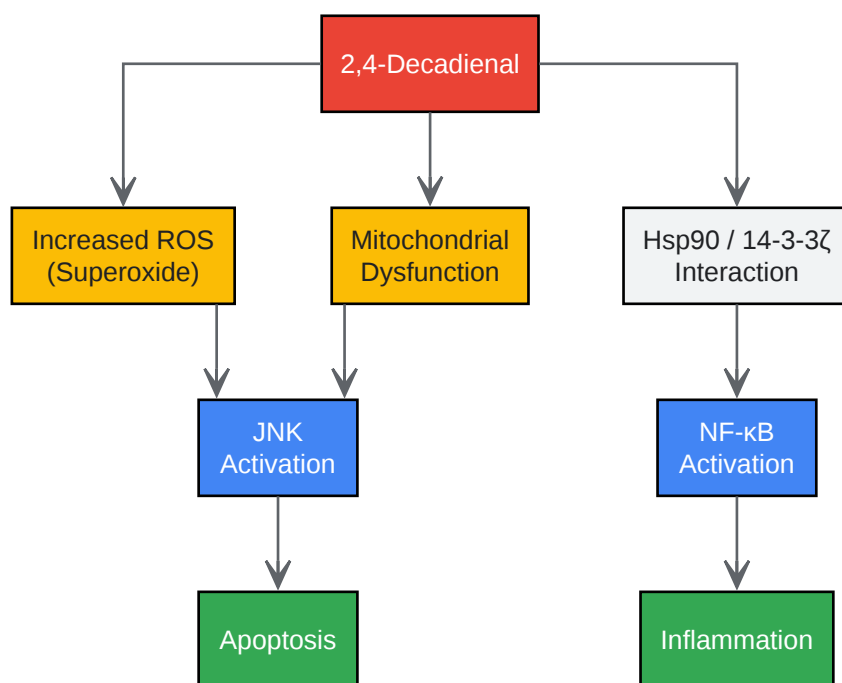 2,4-Decadienal
Increased ROS
(Superoxide)
Mitochondrial
Dysfunction
Hsp90 / 14-3-3ζ
Interaction
JNK
Activation
NF-κB
Activation
Apoptosis
Inflammation